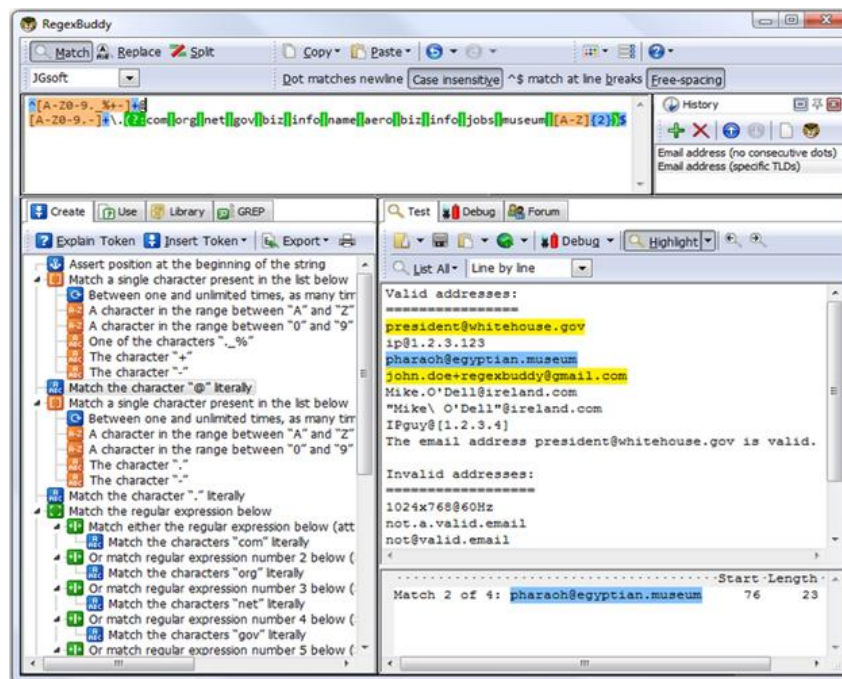 RegexBuddy
Match Replace Split Copy Paste
JGsoft Dot matches newline Case insensitive ^$ match at line breaks Free-spacing
^[A-Z0-9._%+-]+@
[A-Z0-9.-]+\.(?:com|org|net|gov|biz|info|name|aero|biz|info|jobs|museum|[A-Z]{2})$
History
Email address (no consecutive dots)
Email address (specific TLDs)
Create Use Library GREP
Explain Token Insert Token Export
Assert position at the beginning of the string
Match a single character present in the list below
Between one and unlimited times, as many tim
A character in the range between "A" and "Z"
A character in the range between "0" and "9"
One of the characters "._%"
The character "+"
The character "-"
Match the character "@" literally
Match a single character present in the list below
Between one and unlimited times, as many tim
A character in the range between "A" and "Z"
A character in the range between "0" and "9"
The character "."
The character "-"
Match the character "." literally
Match the regular expression below
Match either the regular expression below (att
Match the characters "com" literally
Or match regular expression number 2 below (
Match the characters "org" literally
Or match regular expression number 3 below (
Match the characters "net" literally
Or match regular expression number 4 below (
Match the characters "gov" literally
Or match regular expression number 5 below (
Test Debug Forum
Debug Highlight
List All Line by line
Valid addresses:
================
president@whitehouse.gov
ip@1.2.3.123
pharaoh@egyptian.museum
john.doe+regexbuddy@gmail.com
Mike.O'Dell@ireland.com
"Mike\ O'Dell"@ireland.com
IPguy@[1.2.3.4]
The email address president@whitehouse.gov is valid.
Invalid addresses:
==================
1024x768@60Hz
not.a.valid.email
not@valid.email
Start Length
Match 2 of 4: pharaoh@egyptian.museum 76 23